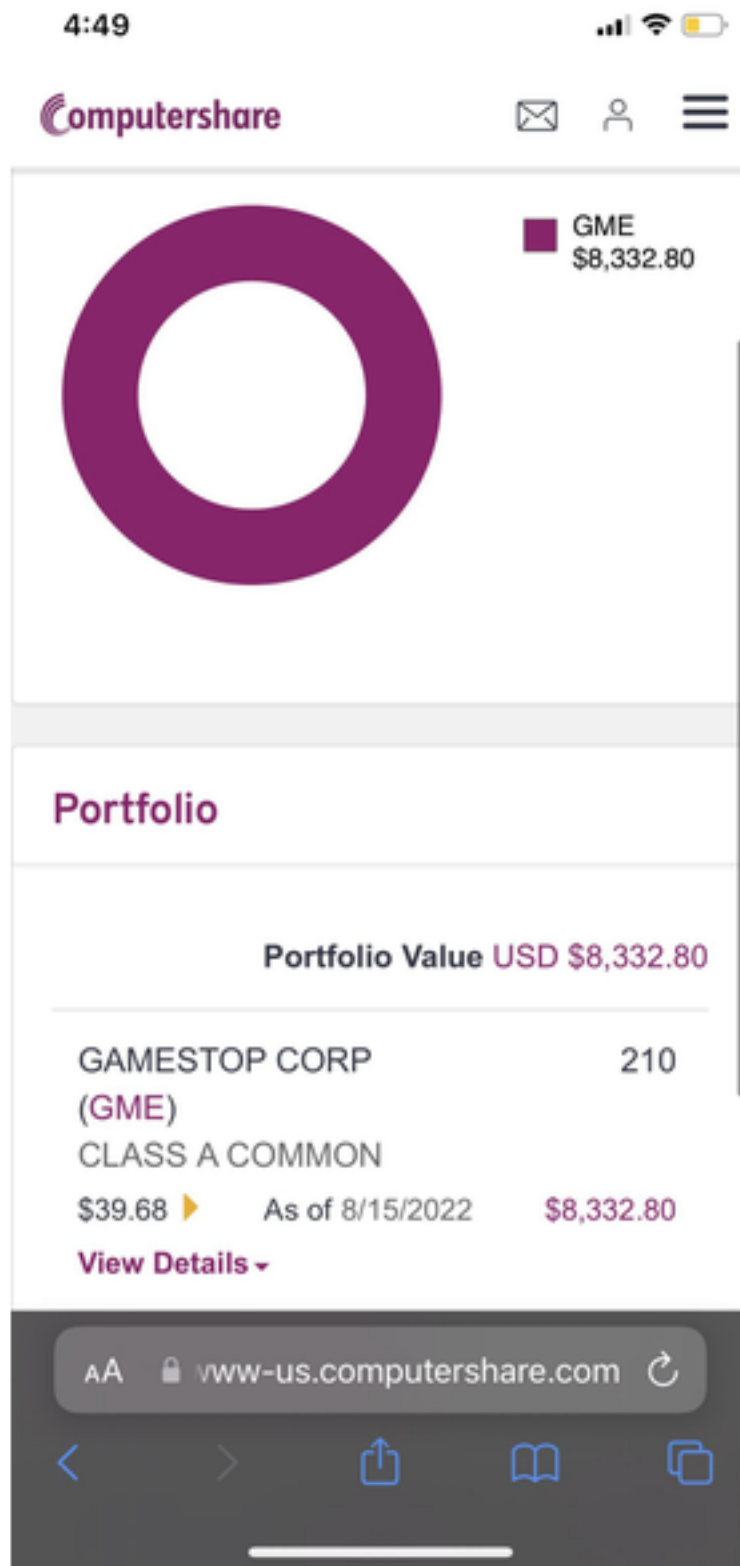 4:49
Computershare
GME
$8,332.80
Portfolio
Portfolio Value USD $8,332.80
GAMESTOP CORP 210
(GME)
CLASS A COMMON
$39.68 As of 8/15/2022 $8,332.80
View Details
AA www-us.computershare.com